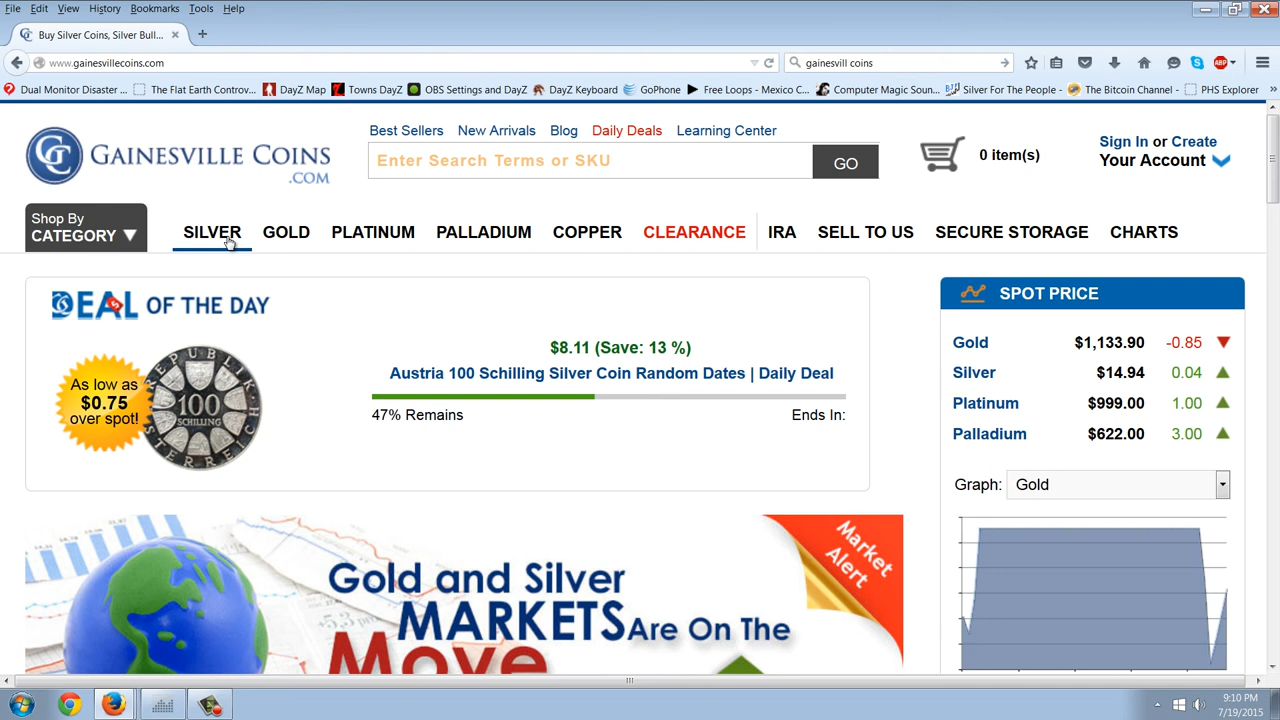 File Edit View History Bookmarks Tools Help
Buy Silver Coins, Silver Bull...
www.gainesvillecoins.com
gainesvill coins
Dual Monitor Disaster ... The Flat Earth Controv... DayZ Map Towns DayZ OBS Settings and DayZ DayZ Keyboard GoPhone Free Loops - Mexico C... Computer Magic Soun... Silver For The People - ... The Bitcoin Channel - ... PHS Explorer »
Best Sellers New Arrivals Blog Daily Deals Learning Center
GAINESVILLE COINS
.COM
Enter Search Terms or SKU GO
0 item(s)
Sign In or Create
Your Account
Shop By
CATEGORY ▼
SILVER GOLD PLATINUM PALLADIUM COPPER CLEARANCE IRA SELL TO US SECURE STORAGE CHARTS
DEAL OF THE DAY
As low as
$0.75
over spot!
REPUBLIK
100
SCHILLING
ÖSTERREICH
$8.11 (Save: 13 %)
Austria 100 Schilling Silver Coin Random Dates | Daily Deal
47% Remains Ends In:
SPOT PRICE
Gold $1,133.90 -0.85
Silver $14.94 0.04
Platinum $999.00 1.00
Palladium $622.00 3.00
Graph: Gold
Gold and Silver
MARKETS Are On The
Move
Market
Alert
9:10 PM
7/19/2015